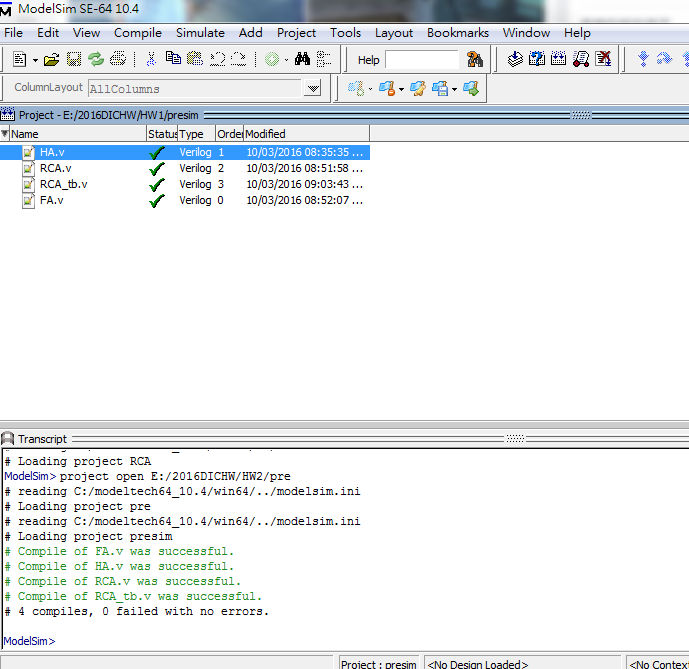 ModelSim SE-64 10.4
File Edit View Compile Simulate Add Project Tools Layout Bookmarks Window Help
Help
ColumnLayout AllColumns
Project - E:/2016DICHW/HW1/presim
Name Status Type Order Modified
HA.v Verilog 1 10/03/2016 08:35:35 ...
RCA.v Verilog 2 10/03/2016 08:51:58 ...
RCA_tb.v Verilog 3 10/03/2016 09:03:43 ...
FA.v Verilog 0 10/03/2016 08:52:07 ...
Transcript
# Loading project RCA
ModelSim> project open E:/2016DICHW/HW2/pre
# reading C:/modeltech64_10.4/win64/../modelsim.ini
# Loading project pre
# reading C:/modeltech64_10.4/win64/../modelsim.ini
# Loading project presim
# Compile of FA.v was successful.
# Compile of HA.v was successful.
# Compile of RCA.v was successful.
# Compile of RCA_tb.v was successful.
# 4 compiles, 0 failed with no errors.
ModelSim>
Project : presim <No Design Loaded> <No Context